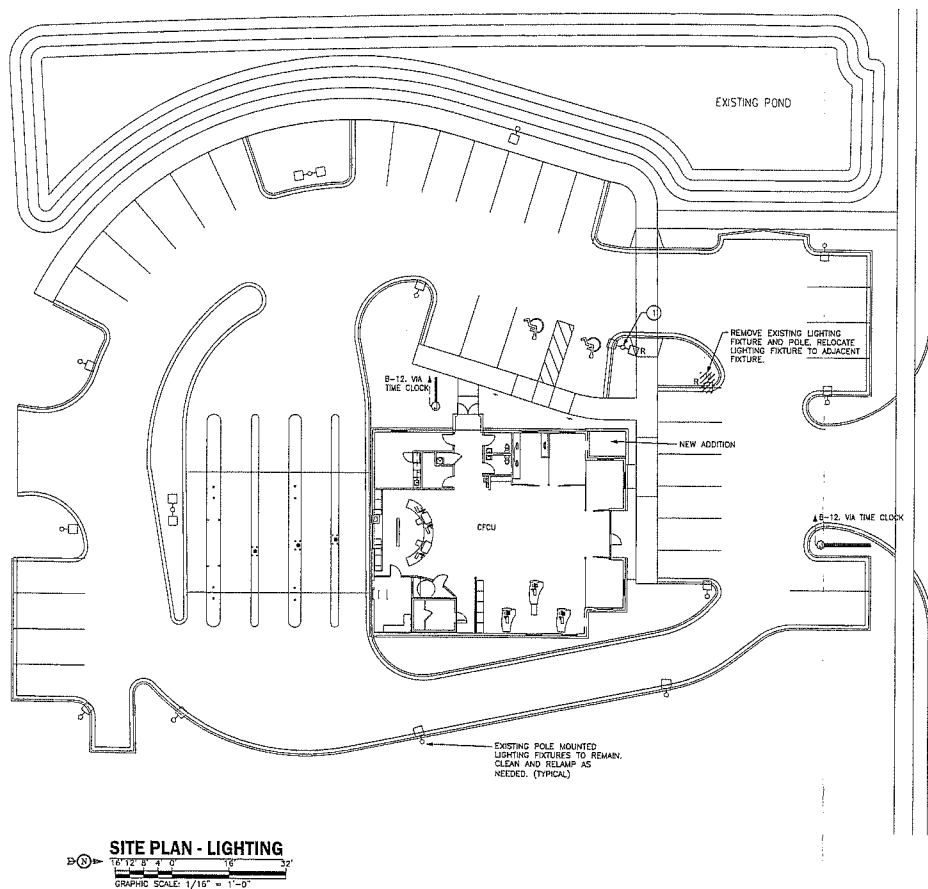 EXISTING POND
1
REMOVE EXISTING LIGHTING
FIXTURE AND POLE. RELOCATE
LIGHTING FIXTURE TO ADJACENT
FIXTURE.
R
R
B-12. VIA
TIME CLOCK
NEW ADDITION
CFCU
B-12. VIA TIME CLOCK
EXISTING POLE MOUNTED
LIGHTING FIXTURES TO REMAIN.
CLEAN AND RELAMP AS
NEEDED. (TYPICAL)
N
SITE PLAN - LIGHTING
16' 12' 8' 4' 0' 16' 32'
GRAPHIC SCALE: 1/16" = 1'-0"